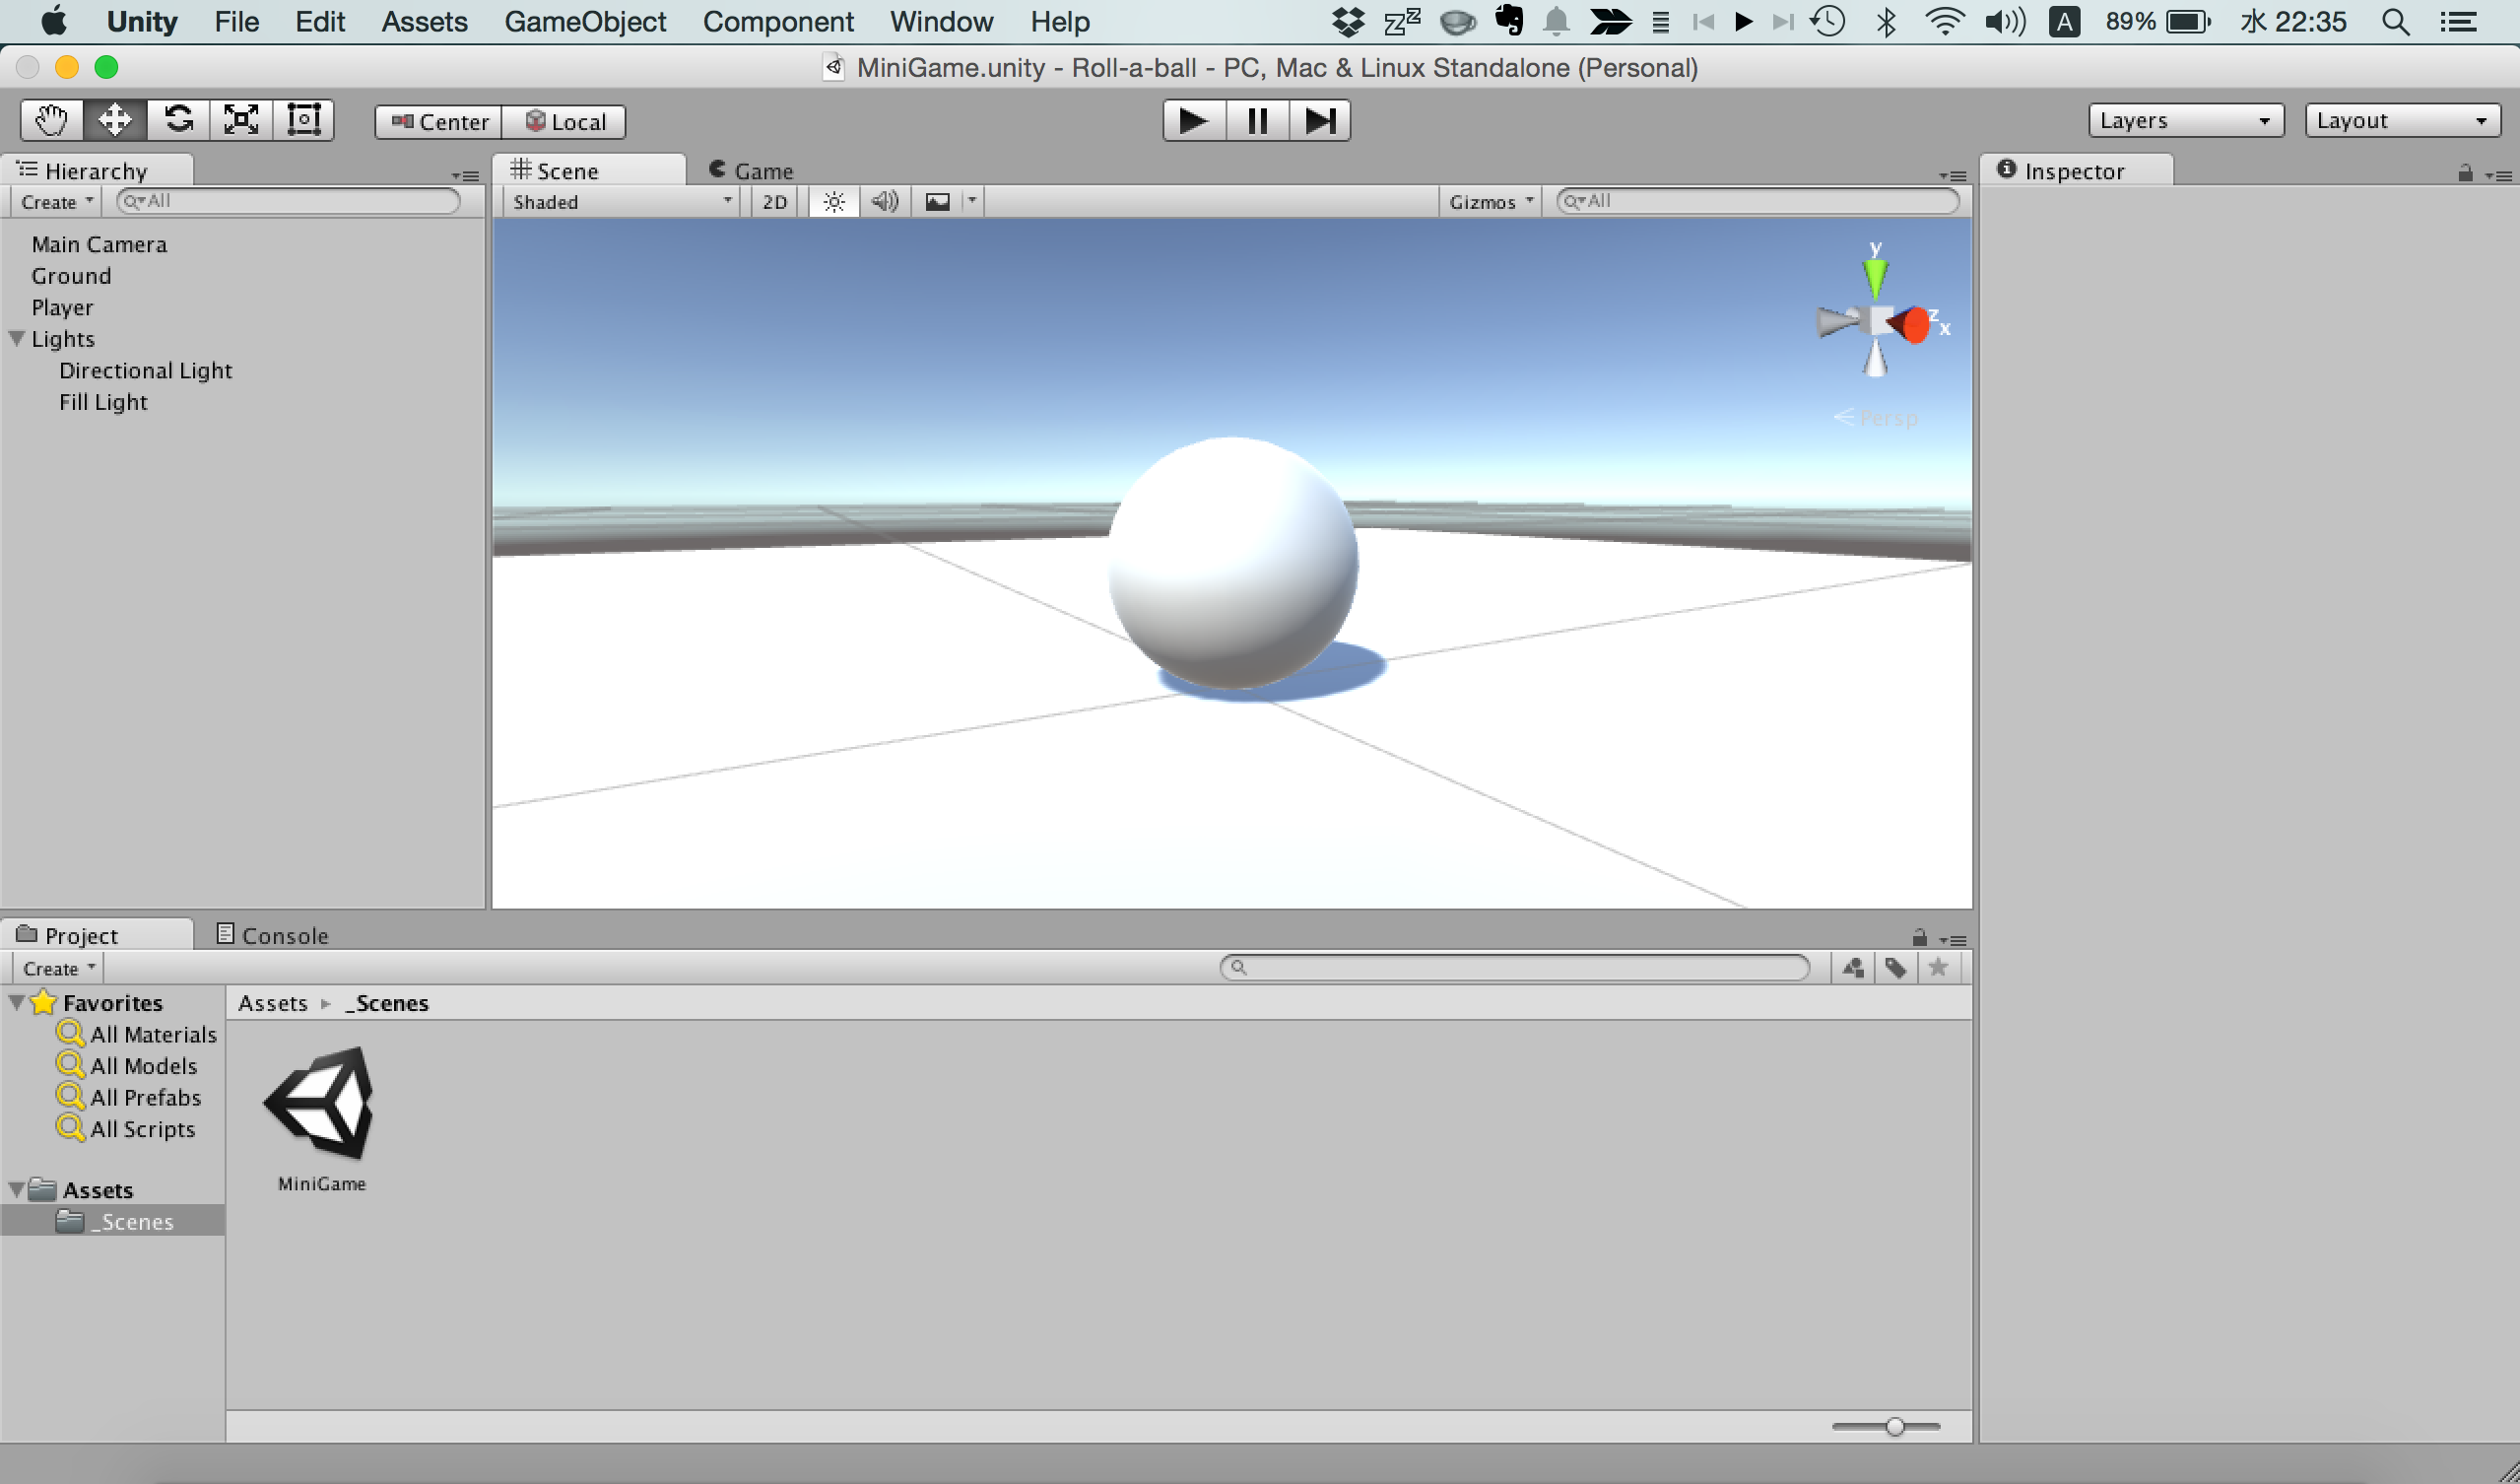 Unity File Edit Assets GameObject Component Window Help A 89% 水 22:35
MiniGame.unity - Roll-a-ball - PC, Mac & Linux Standalone (Personal)
Center Local Layers Layout
Hierarchy
Create All
Main Camera
Ground
Player
Lights
Directional Light
Fill Light
Scene Game
Shaded 2D Gizmos All
y
z
x
Persp
Inspector
Project Console
Create
Favorites
All Materials
All Models
All Prefabs
All Scripts
Assets
_Scenes
Assets _Scenes
MiniGame